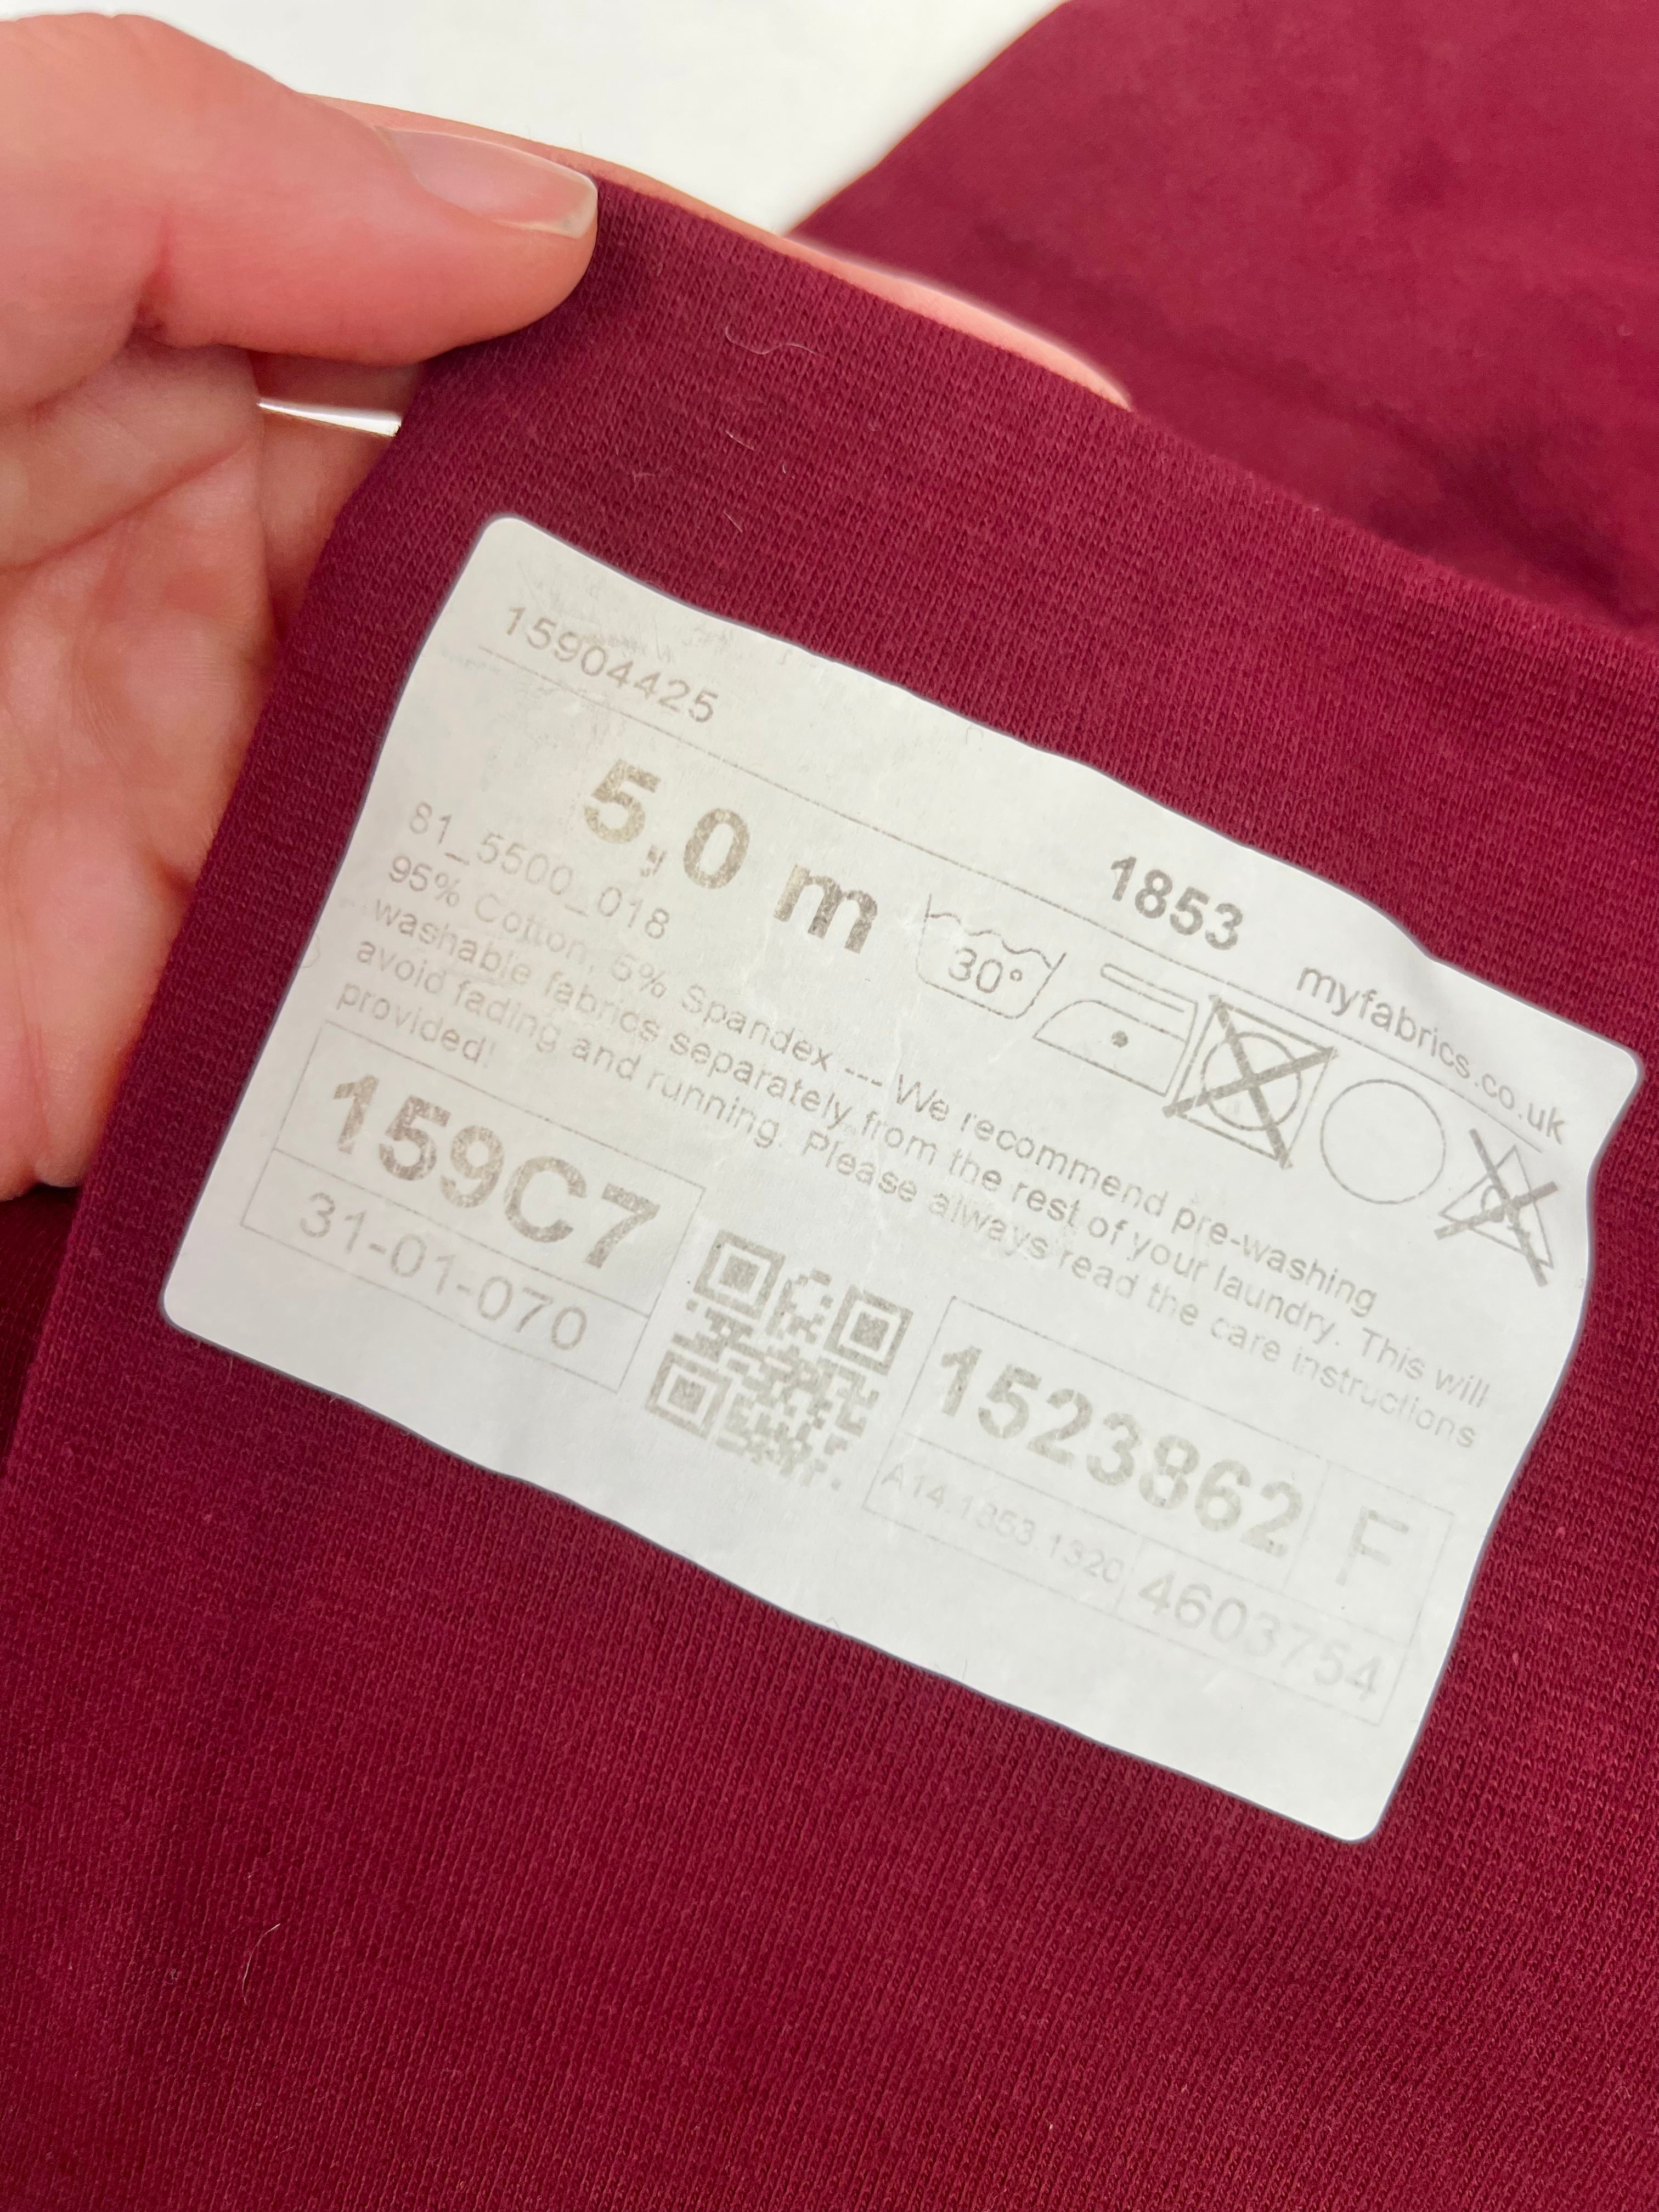 15904425
1853
myfabrics.co.uk
5,0 m
30°
81_5500_018
95% Cotton, 5% Spandex --- We recommend pre-washing
washable fabrics separately from the rest of your laundry. This will
avoid fading and running. Please always read the care instructions
provided!
159C7
31-01-070
1523862
F
A14.1853.1320
4603754